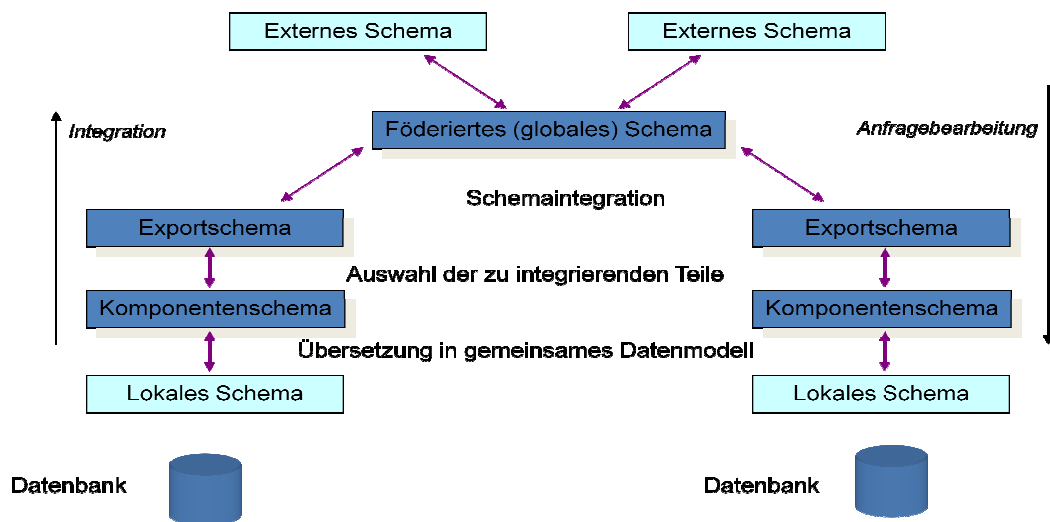 Externes Schema
Externes Schema
Integration
Föderiertes (globales) Schema
Anfragebearbeitung
Schemaintegration
Exportschema
Exportschema
Auswahl der zu integrierenden Teile
Komponentenschema
Komponentenschema
Übersetzung in gemeinsames Datenmodell
Lokales Schema
Lokales Schema
Datenbank
Datenbank